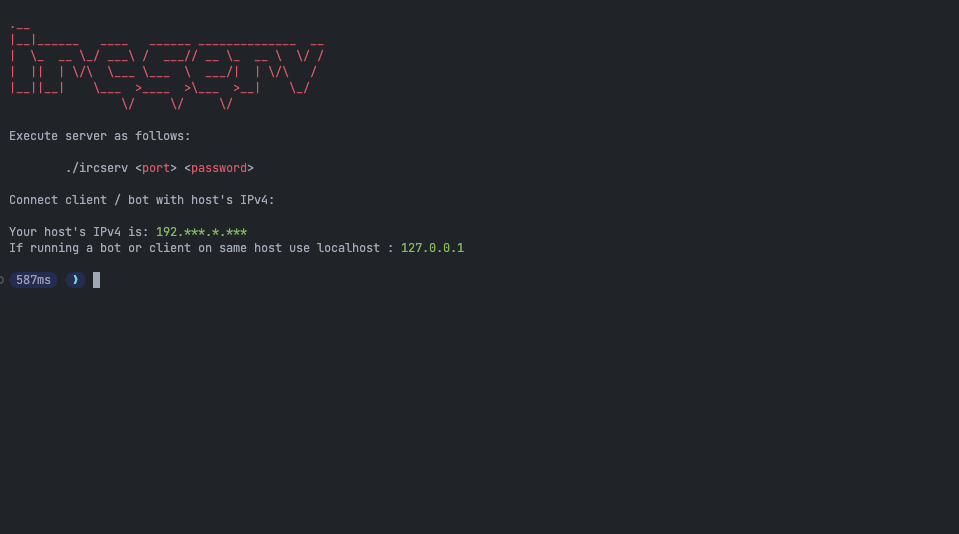 .__
|__|______   ____   ______ ______________  __
|  \_  __ \_/ ___\ /  ___// __ \_  __ \  \/ /
|  ||  | \/\  \___ \___  \  ___/|  | \/\   /
|__||__|    \___  >____  >\___  >__|    \_/
                \/     \/     \/
Execute server as follows:
./ircserv <port> <password>
Connect client / bot with host's IPv4:
Your host's IPv4 is: 192.***.*.***
If running a bot or client on same host use localhost : 127.0.0.1
587ms ❯